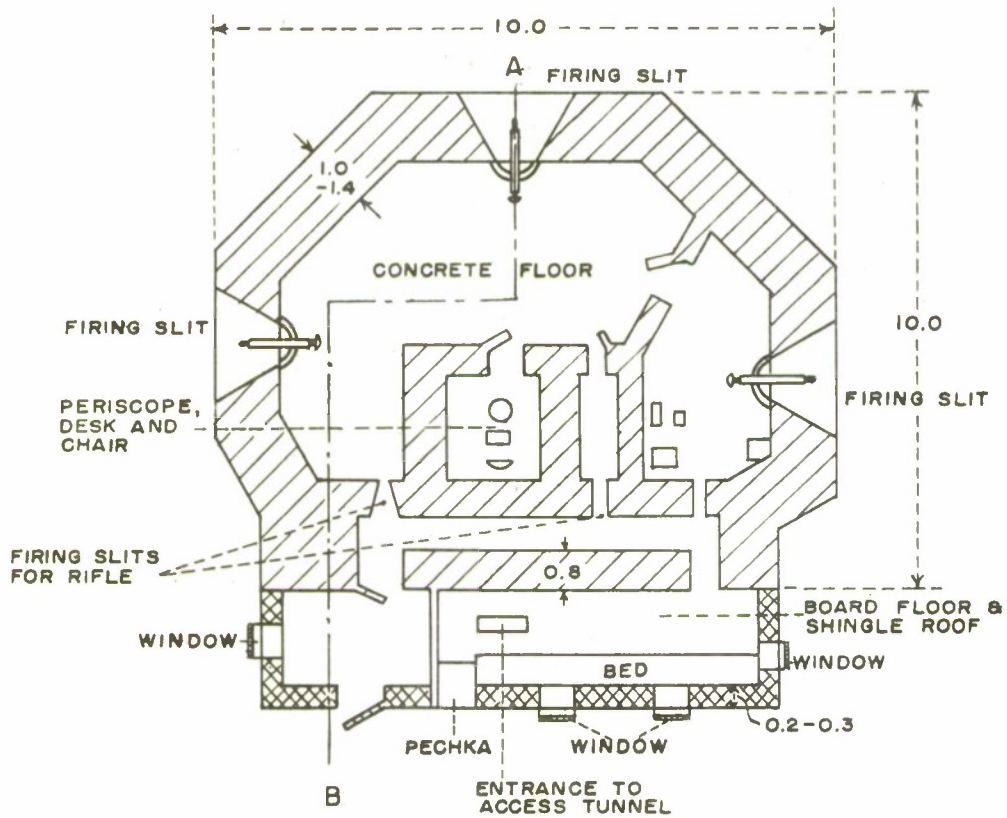 10.0
A
FIRING SLIT
1.0
-1.4
CONCRETE FLOOR
10.0
FIRING SLIT
FIRING SLIT
PERISCOPE,
DESK AND
CHAIR
FIRING SLITS
FOR RIFLE
0.8
BOARD FLOOR &
SHINGLE ROOF
WINDOW
BED
WINDOW
0.2-0.3
PECHKA
WINDOW
B
ENTRANCE TO
ACCESS TUNNEL